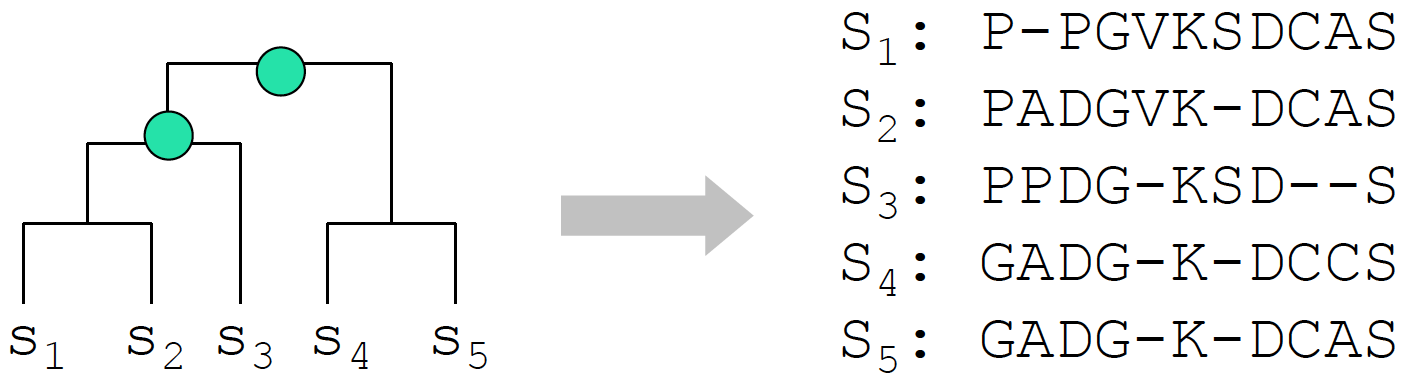 S1 S2 S3 S4 S5
S1: P-PGVKSDCAS
S2: PADGVK-DCAS
S3: PPDG-KSD--S
S4: GADG-K-DCCS
S5: GADG-K-DCAS